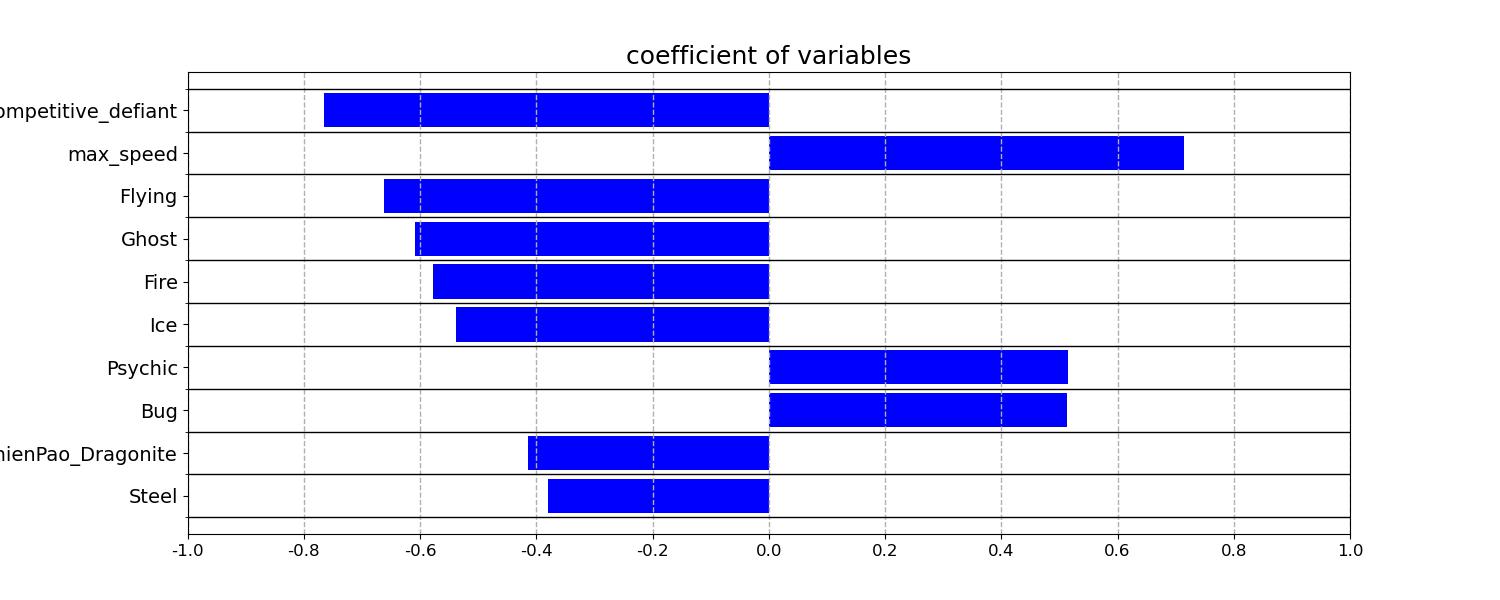 coefficient of variables
ompetitive_defiant
max_speed
Flying
Ghost
Fire
Ice
Psychic
Bug
nienPao_Dragonite
Steel
-1.0 -0.8 -0.6 -0.4 -0.2 0.0 0.2 0.4 0.6 0.8 1.0